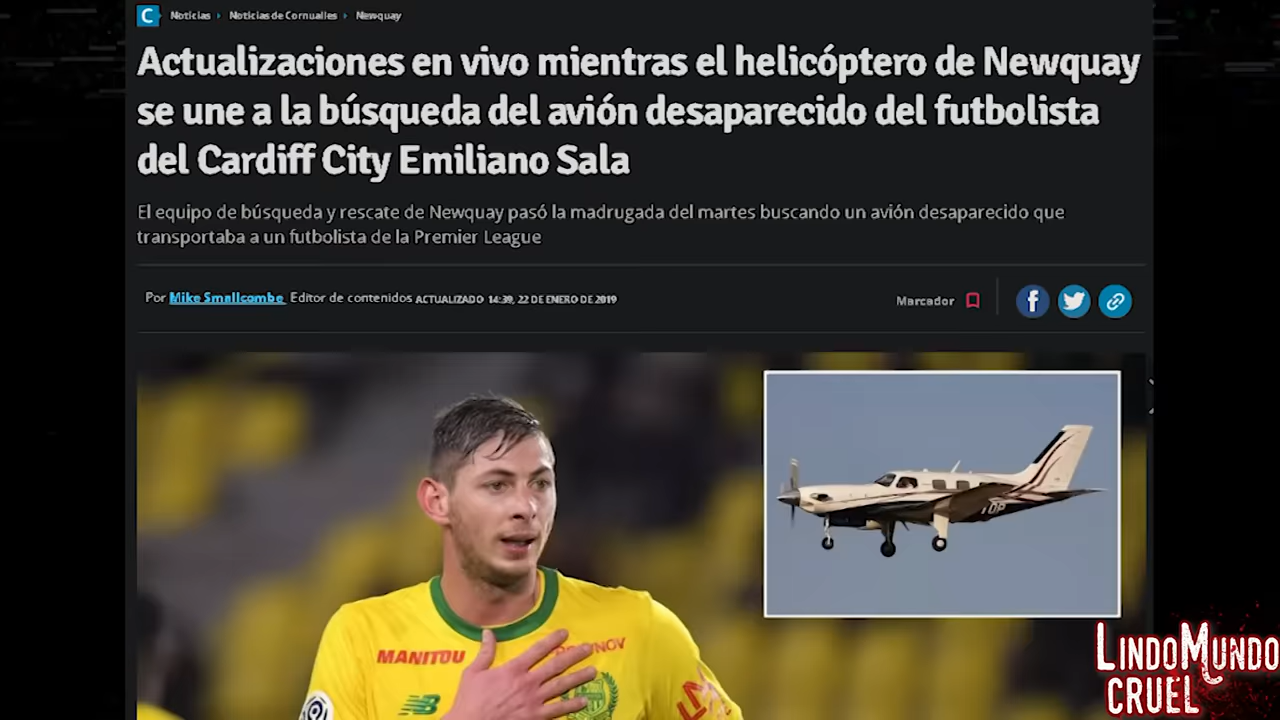 C Noticias Noticias de Cornualles Newquay
Actualizaciones en vivo mientras el helicóptero de Newquay
se une a la búsqueda del avión desaparecido del futbolista
del Cardiff City Emiliano Sala
El equipo de búsqueda y rescate de Newquay pasó la madrugada del martes buscando un avión desaparecido que
transportaba a un futbolista de la Premier League
Por Mike Smallcombe Editor de contenidos ACTUALIZADO 14:39, 22 DE ENERO DE 2019
Marcador
MANITOU
LINDOMUNDO
CRUEL